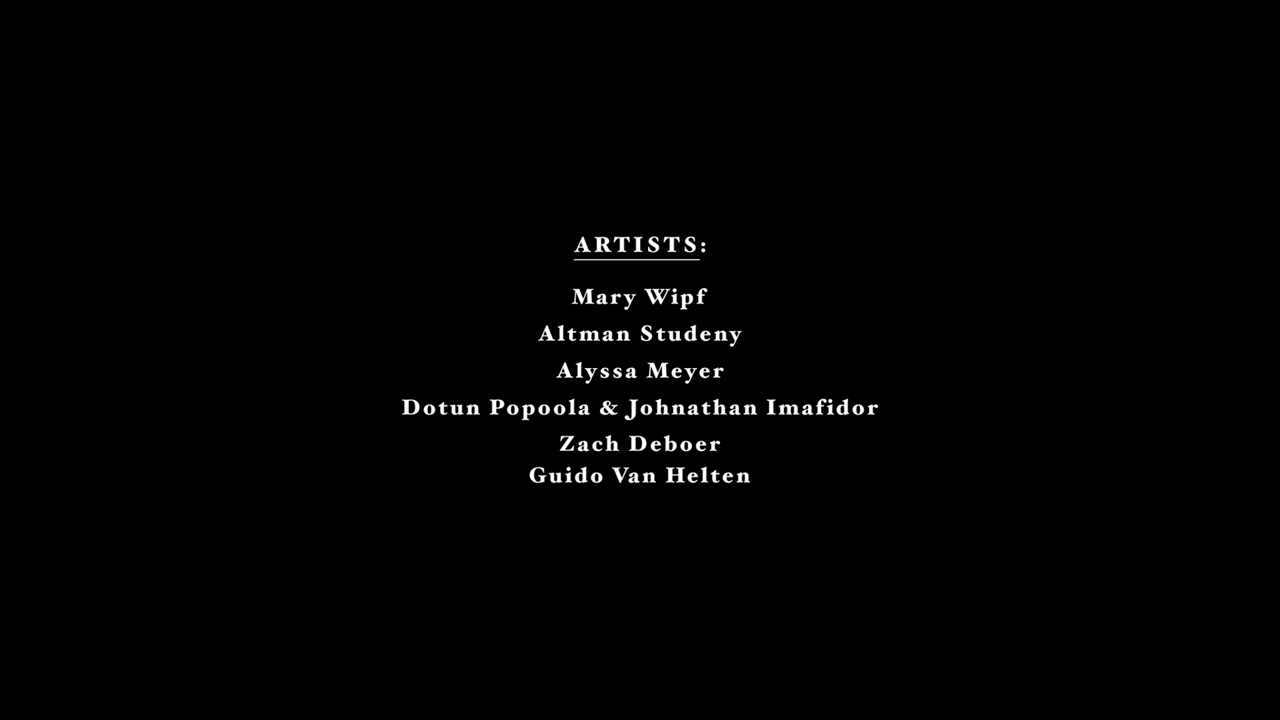 ARTISTS:
Mary Wipf
Altman Studeny
Alyssa Meyer
Dotun Popoola & Johnathan Imafidor
Zach Deboer
Guido Van Helten